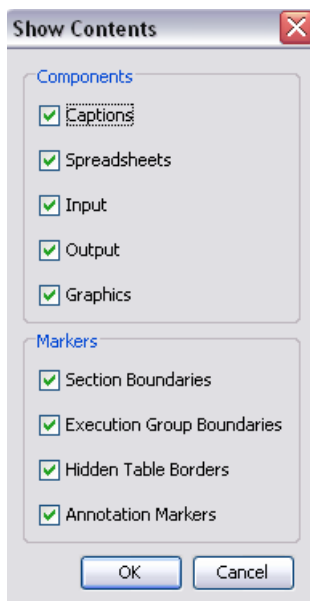 Show Contents
Components
Captions
Spreadsheets
Input
Output
Graphics
Markers
Section Boundaries
Execution Group Boundaries
Hidden Table Borders
Annotation Markers
OK Cancel